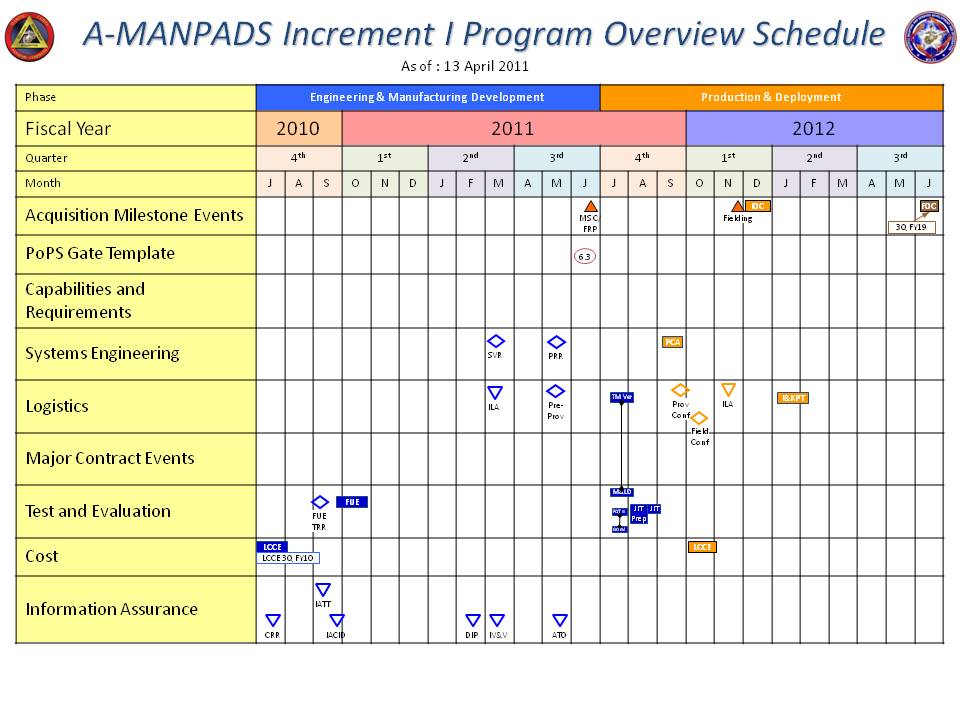 A-MANPADS Increment I Program Overview Schedule
As of : 13 April 2011
Phase Engineering & Manufacturing Development Production & Deployment
Fiscal Year 2010 2011 2012
Quarter 4th 1st 2nd 3rd 4th 1st 2nd 3rd
Month J A S O N D J F M A M J J A S O N D J F M A M J
Acquisition Milestone Events IOC FOC
MS C/ Fielding
FRP 3Q, FY19
PoPS Gate Template 6.3
Capabilities and
Requirements
Systems Engineering PCA
SVR PRR
Logistics TM Ver T&KPT
ILA Pre- Prov ILA
Prov Conf
Field
Conf
Major Contract Events
Test and Evaluation FUE JIT JIT
FUE Prep
TRR
Cost LCCE LCCE
LCCE 3Q, FY10
Information Assurance
IATT
CRR IACID DIP IV&V ATO